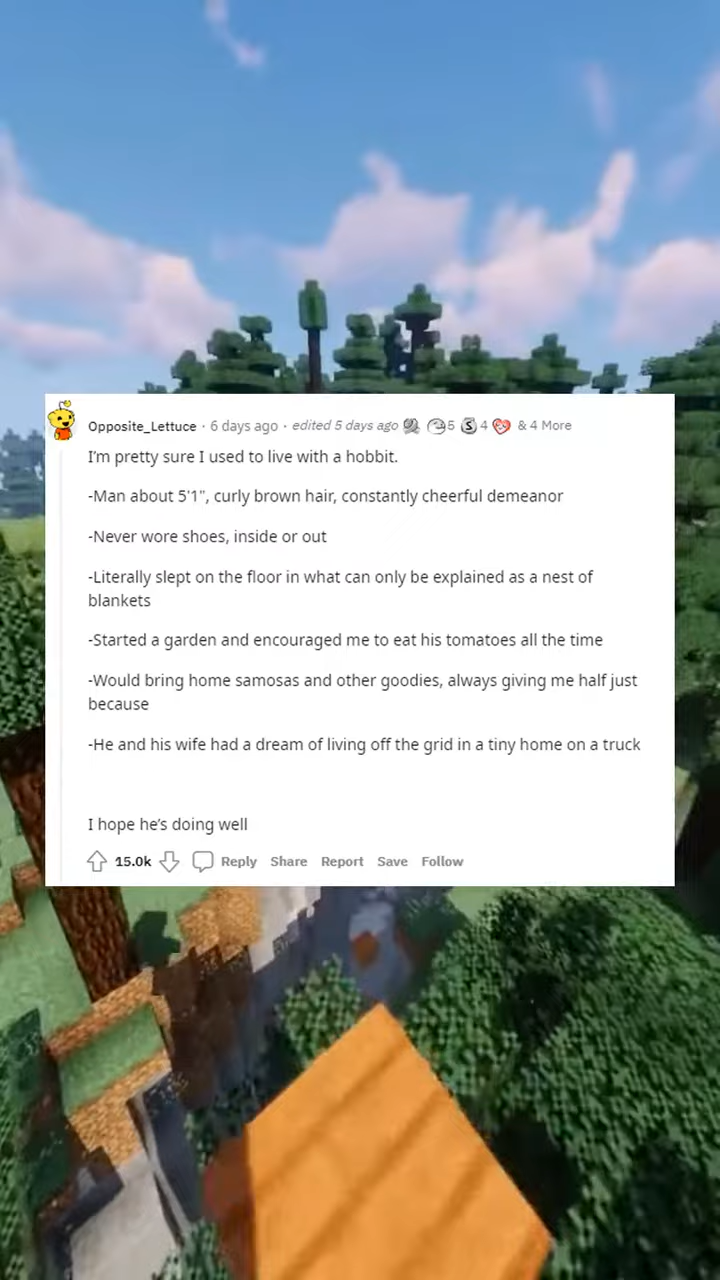 Opposite_Lettuce · 6 days ago · edited 5 days ago 5 4 & 4 More
I'm pretty sure I used to live with a hobbit.
-Man about 5'1", curly brown hair, constantly cheerful demeanor
-Never wore shoes, inside or out
-Literally slept on the floor in what can only be explained as a nest of
blankets
-Started a garden and encouraged me to eat his tomatoes all the time
-Would bring home samosas and other goodies, always giving me half just
because
-He and his wife had a dream of living off the grid in a tiny home on a truck
I hope he's doing well
15.0k Reply Share Report Save Follow